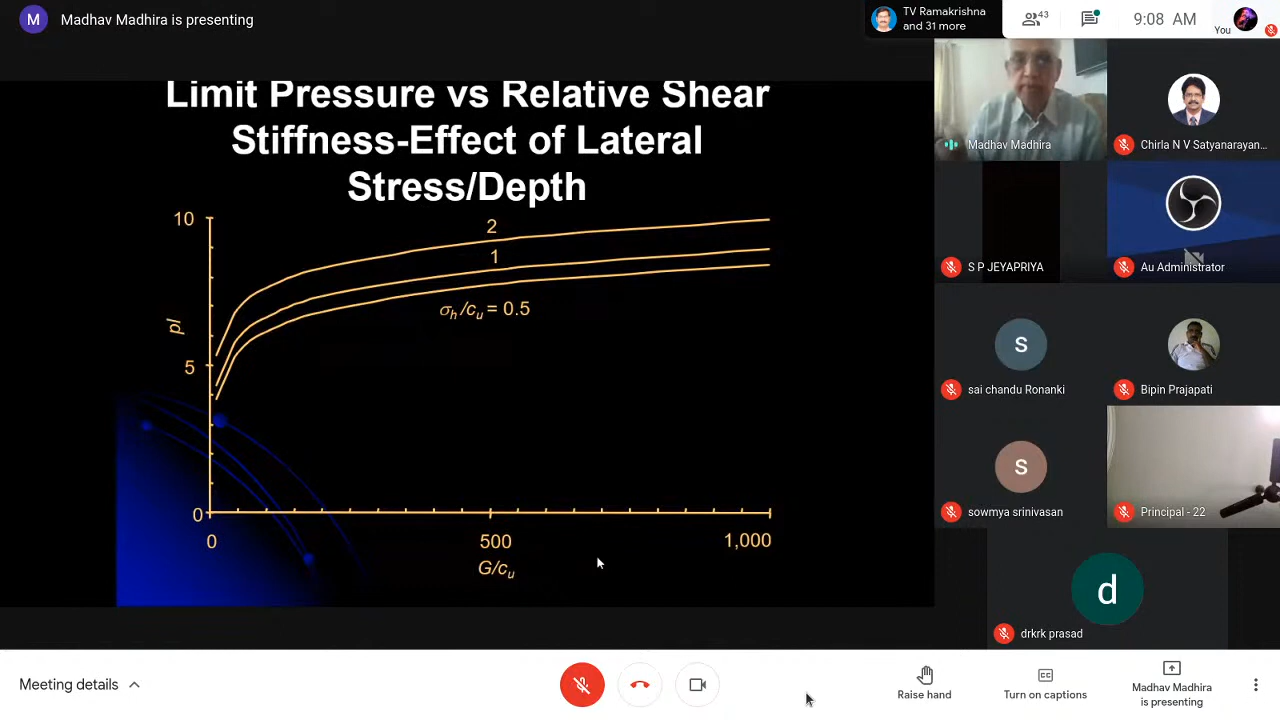 M
Madhav Madhira is presenting
TV Ramakrishna
and 31 more
43
9:08 AM
You
Limit Pressure vs Relative Shear
Stiffness-Effect of Lateral
Stress/Depth
10
5
0
pl
2
1
σh/cu = 0.5
0
500
1,000
G/cu
Madhav Madhira
Chirla N V Satyanarayan...
S P JEYAPRIYA
Au Administrator
s
sai chandu Ronanki
Bipin Prajapati
s
sowmya srinivasan
Principal - 22
d
drkrk prasad
Meeting details
Raise hand
Turn on captions
Madhav Madhira
is presenting